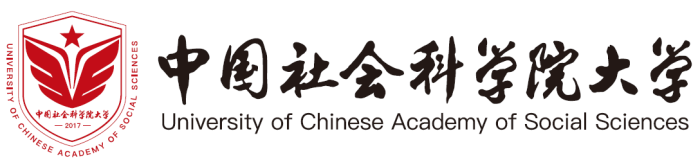 UNIVERSITY OF CHINESE ACADEMY OF SOCIAL SCIENCES
中国社会科学院大学
— 2017 —
中国社会科学院大学
University of Chinese Academy of Social Sciences